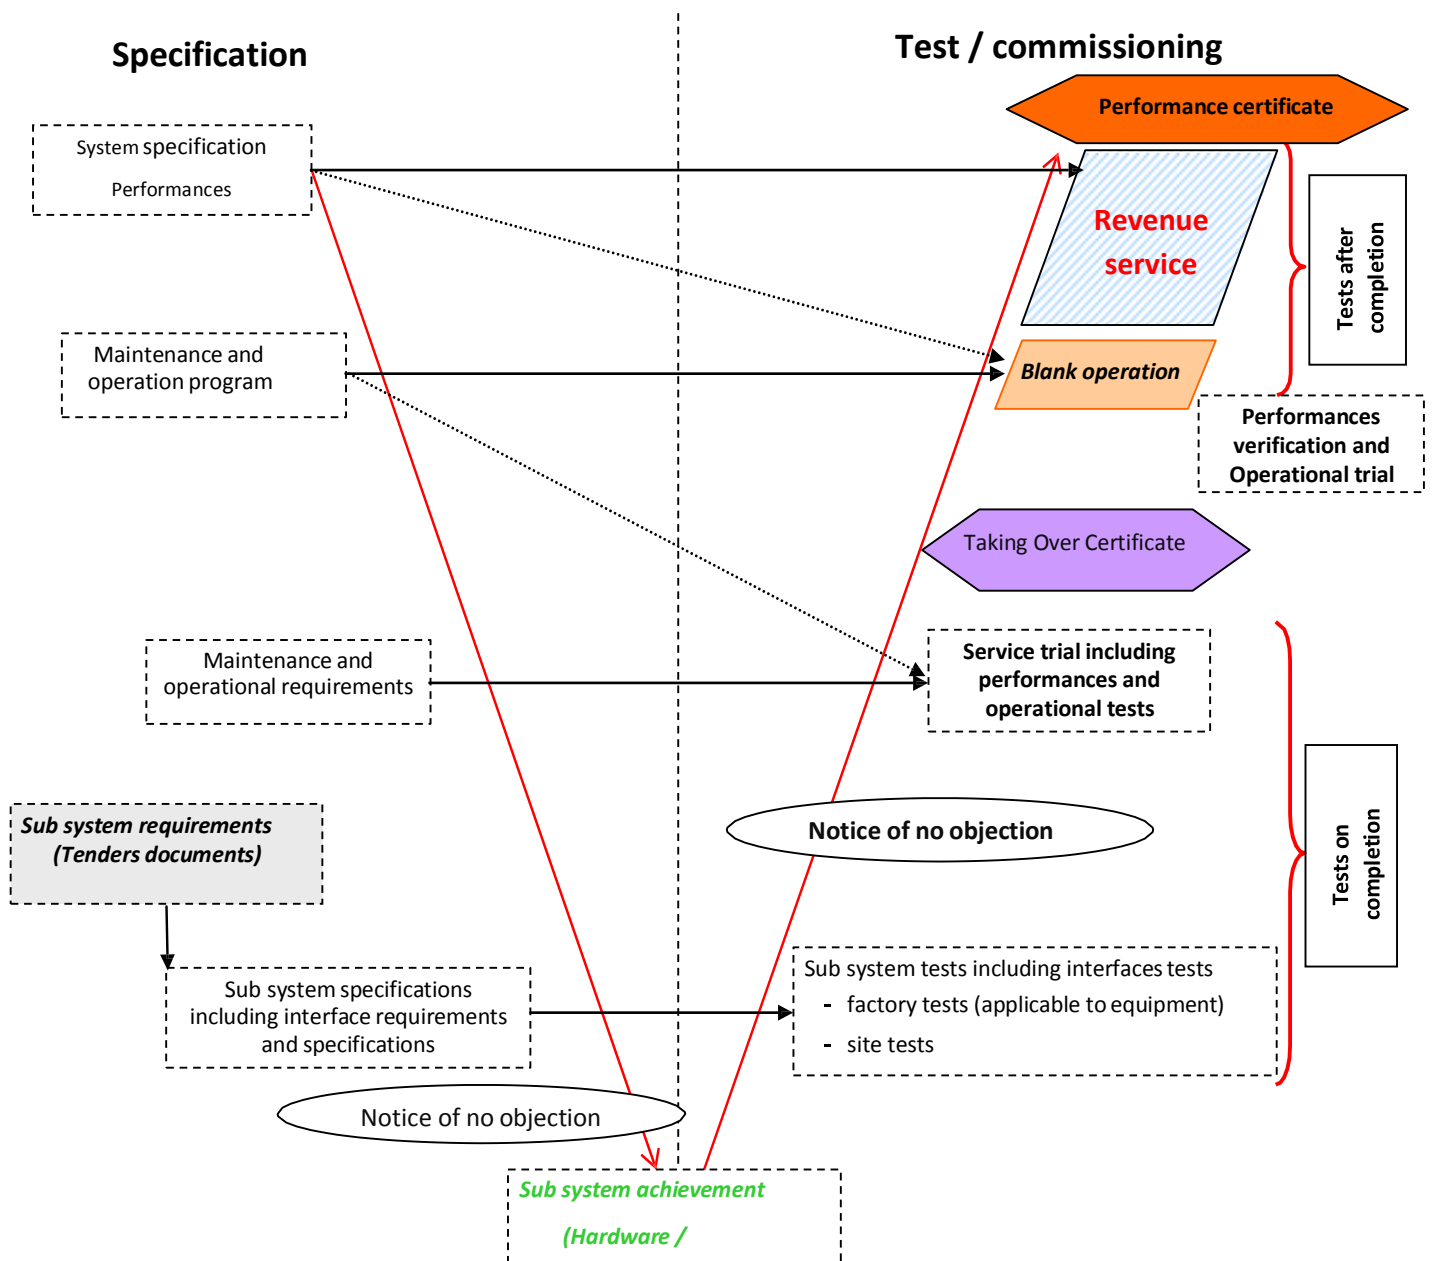 Specification
Test / commissioning
Performance certificate
System specification
Performances
Revenue
service
Tests after
completion
Maintenance and
operation program
Blank operation
Performances
verification and
Operational trial
Taking Over Certificate
Maintenance and
operational requirements
Service trial including
performances and
operational tests
Sub system requirements
(Tenders documents)
Notice of no objection
Tests on
completion
Sub system specifications
including interface requirements
and specifications
Sub system tests including interfaces tests
- factory tests (applicable to equipment)
- site tests
Notice of no objection
Sub system achievement
(Hardware /